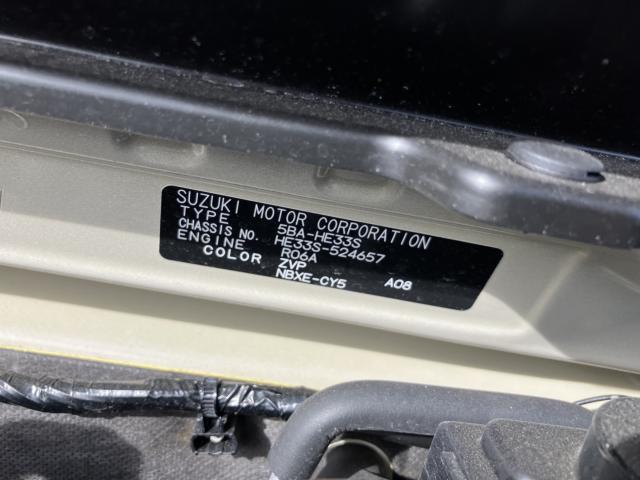 SUZUKI MOTOR CORPORATION
TYPE 5BA-HE33S
CHASSIS NO. HE33S-524657
ENGINE R06A
COLOR ZVP
NBXE-CY5 A08